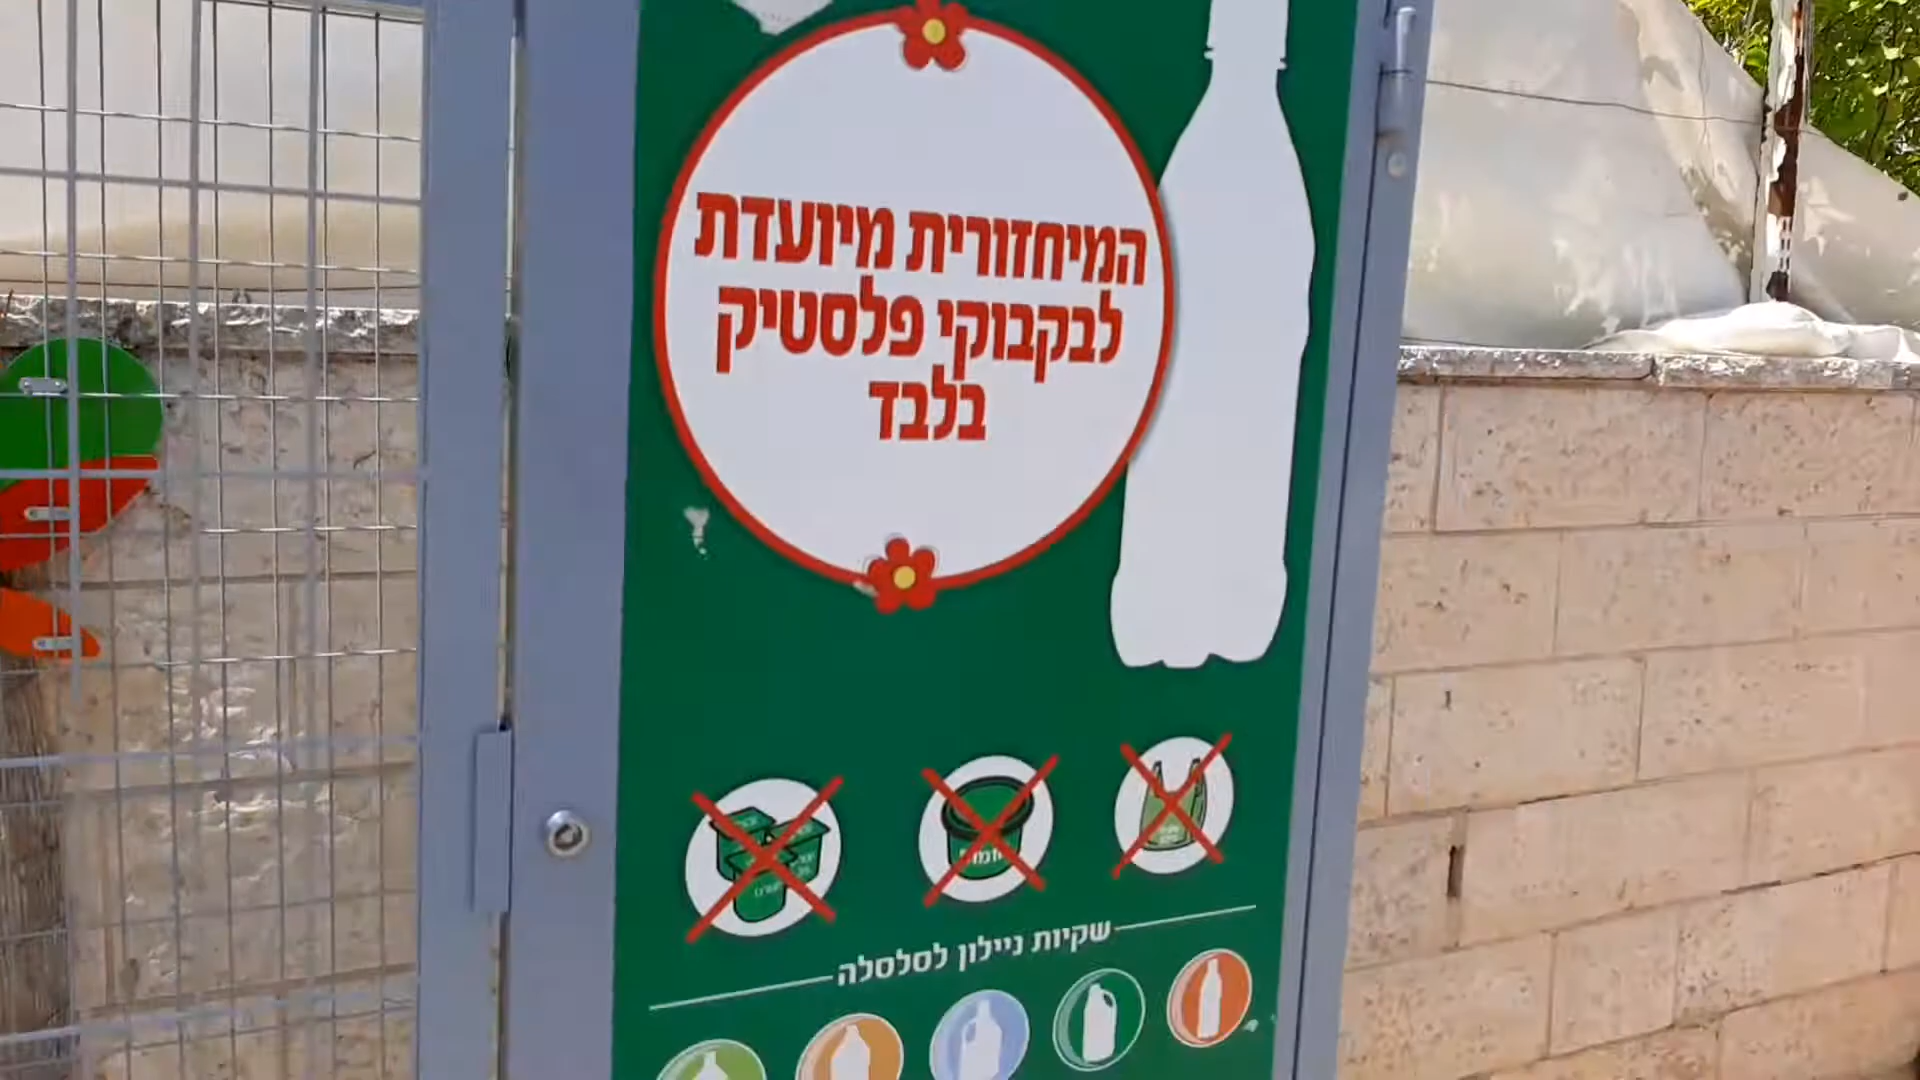 המיחזורית מיועדת
לבקבוקי פלסטיק
בלבד
שקיות ניילון לסלסלה